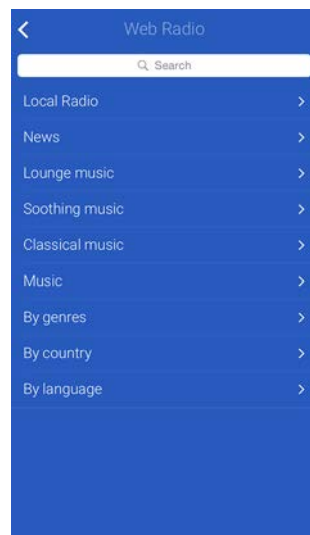 Web Radio
Search
Local Radio
News
Lounge music
Soothing music
Classical music
Music
By genres
By country
By language